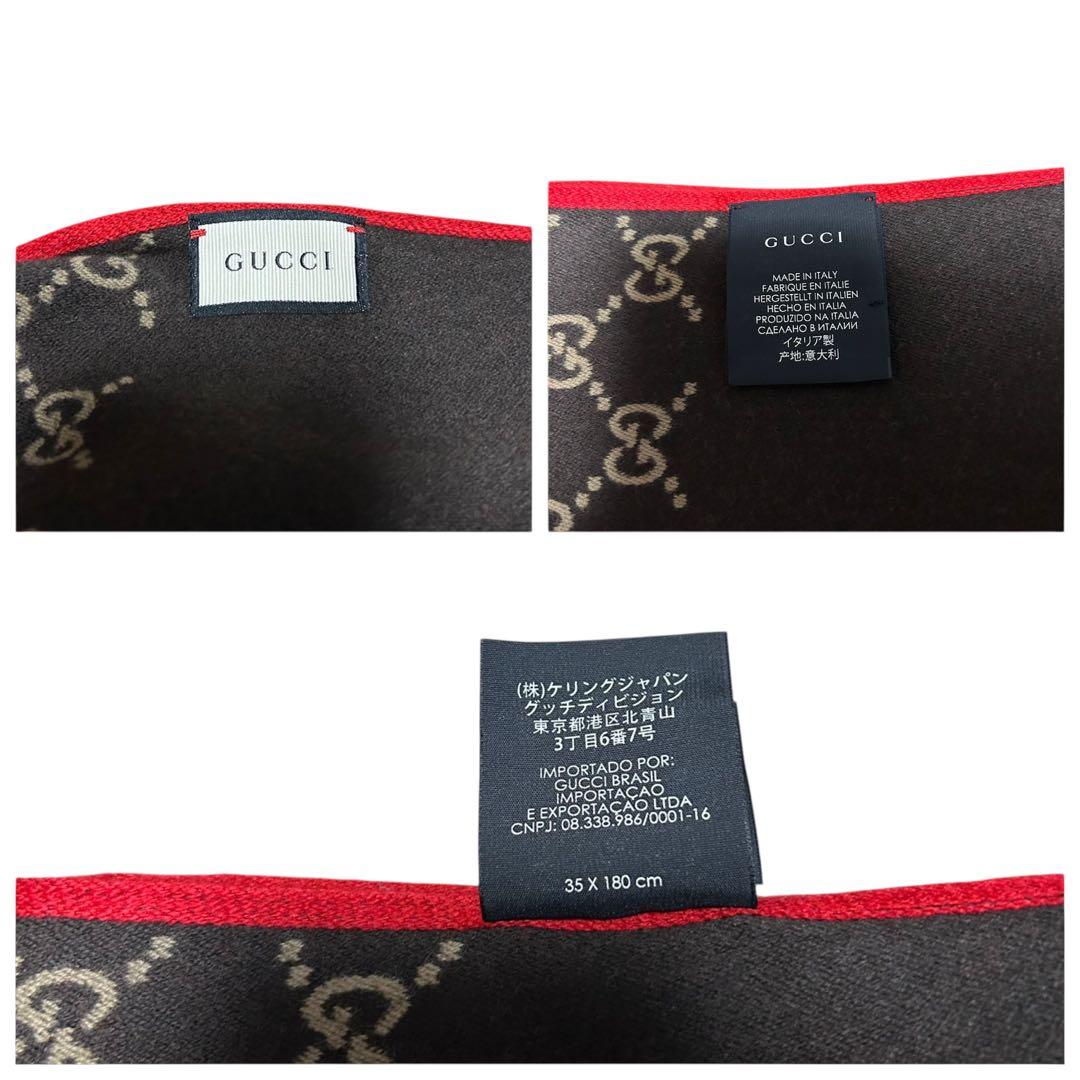 GUCCI
GUCCI
MADE IN ITALY
FABRIQUE EN ITALIE
HERGESTELLT IN ITALIEN
HECHO EN ITALIA
PRODUZIDO NA ITALIA
СДЕЛАНО В ИТАЛИИ
イタリア製
产地:意大利
(株)ケリングジャパン
グッチディビジョン
東京都港区北青山
3丁目6番7号
IMPORTADO POR:
GUCCI BRASIL
IMPORTAÇAO
E EXPORTAÇAO LTDA
CNPJ: 08.338.986/0001-16
35 X 180 cm